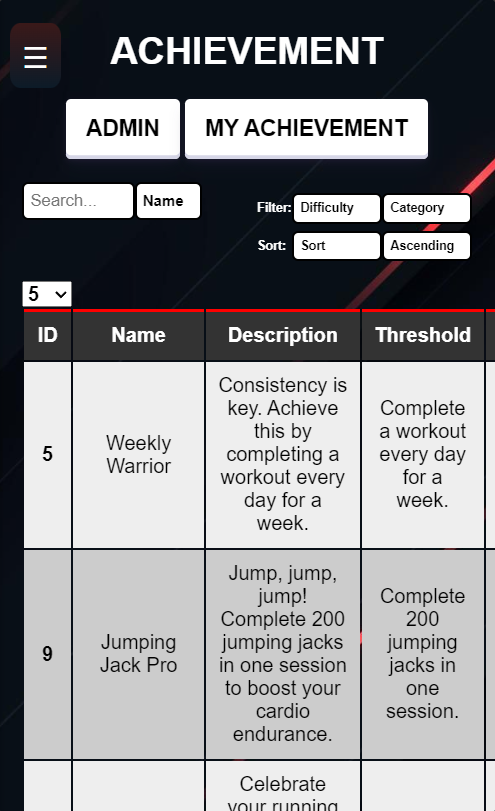 ACHIEVEMENT
ADMIN MY ACHIEVEMENT
Search... Name
Filter: Difficulty Category
Sort: Sort Ascending
5
ID Name Description Threshold
5
Weekly
Warrior
Consistency is
key. Achieve
this by
completing a
workout every
day for a
week.
Complete
a workout
every day
for a
week.
9
Jumping
Jack Pro
Jump, jump,
jump!
Complete 200
jumping jacks
in one session
to boost your
cardio
endurance.
Complete
200
jumping
jacks in
one
session.
Celebrate
your running